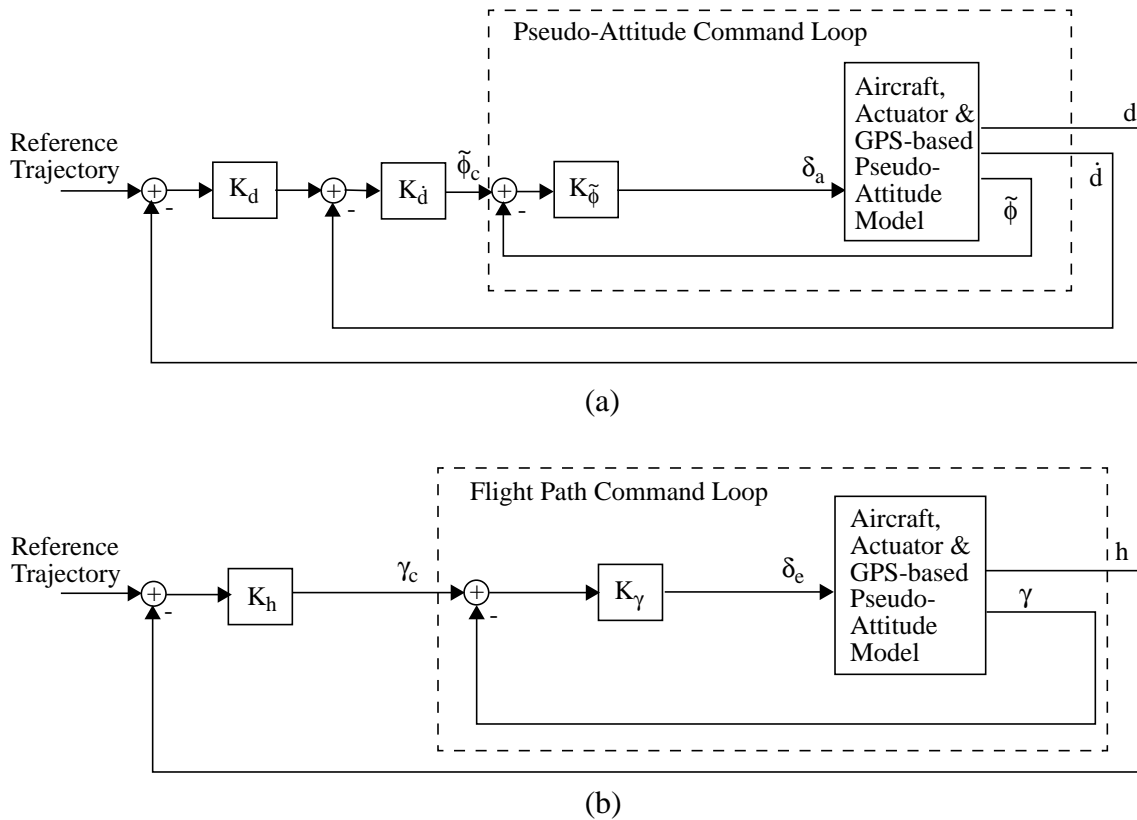 Pseudo-Attitude Command Loop
Aircraft,
Actuator &
GPS-based
Pseudo-
Attitude
Model
Reference
Trajectory
K_d
K_ḋ
ϕ̃_c
K_ϕ̃
δ_a
d
ḋ
ϕ̃
-
-
-
(a)
Flight Path Command Loop
Aircraft,
Actuator &
GPS-based
Pseudo-
Attitude
Model
Reference
Trajectory
K_h
γ_c
K_γ
δ_e
h
γ
-
-
(b)